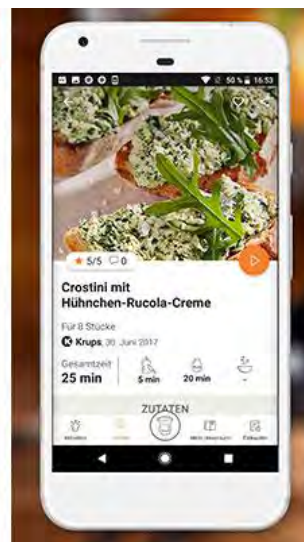 50 % 16:53
5/5 0
Crostini mit
Hühnchen-Rucola-Creme
Für 8 Stücke
K Krups, 30. Juni 2017
Gesamtzeit
25 min 5 min 20 min -
ZUTATEN